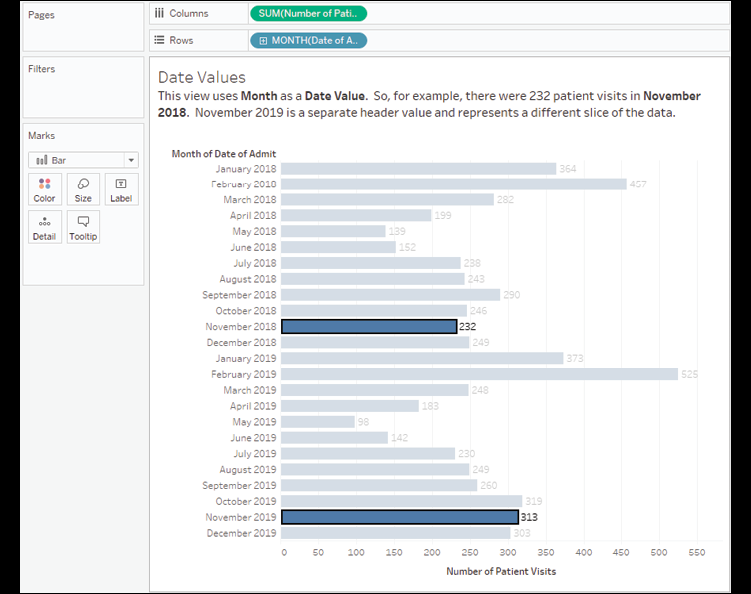 Pages
Columns
SUM(Number of Pati..
Rows
MONTH(Date of A..
Filters
Marks
Bar
Color
Size
Label
Detail
Tooltip
Date Values
This view uses Month as a Date Value.  So, for example, there were 232 patient visits in November
2018.  November 2019 is a separate header value and represents a different slice of the data.
Month of Date of Admit
January 2018 364
February 2018 457
March 2018 282
April 2018 199
May 2018 139
June 2018 152
July 2018 238
August 2018 243
September 2018 290
October 2018 246
November 2018 232
December 2018 249
January 2019 373
February 2019 525
March 2019 248
April 2019 183
May 2019 98
June 2019 142
July 2019 230
August 2019 249
September 2019 260
October 2019 319
November 2019 313
December 2019 303
0 50 100 150 200 250 300 350 400 450 500 550
Number of Patient Visits